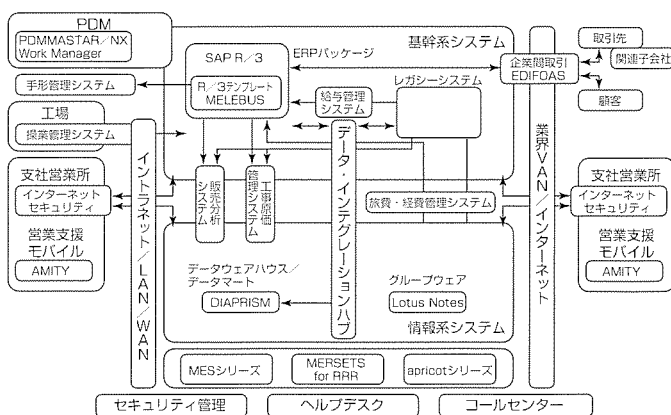 PDM
PDMMASTAR/NX
Work Manager
手形管理システム
工場
操業管理システム
支社営業所
インターネット
セキュリティ
営業支援
モバイル
AMITY
イントラネット/LAN/WAN
SAP R/3
ERPパッケージ
R/3テンプレート
MELEBUS
基幹系システム
レガシーシステム
給与管理
システム
販売分析
システム
工事原価
管理システム
データ・インテグレーションハブ
旅費・経費管理システム
データウェアハウス/
データマート
DIAPRISM
グループウェア
Lotus Notes
情報系システム
企業間取引
EDIFOAS
業界VAN/インターネット
取引先
関連子会社
顧客
支社営業所
インターネット
セキュリティ
営業支援
モバイル
AMITY
MESシリーズ
MERSETS
for RRR
apricotシリーズ
セキュリティ管理
ヘルプデスク
コールセンター